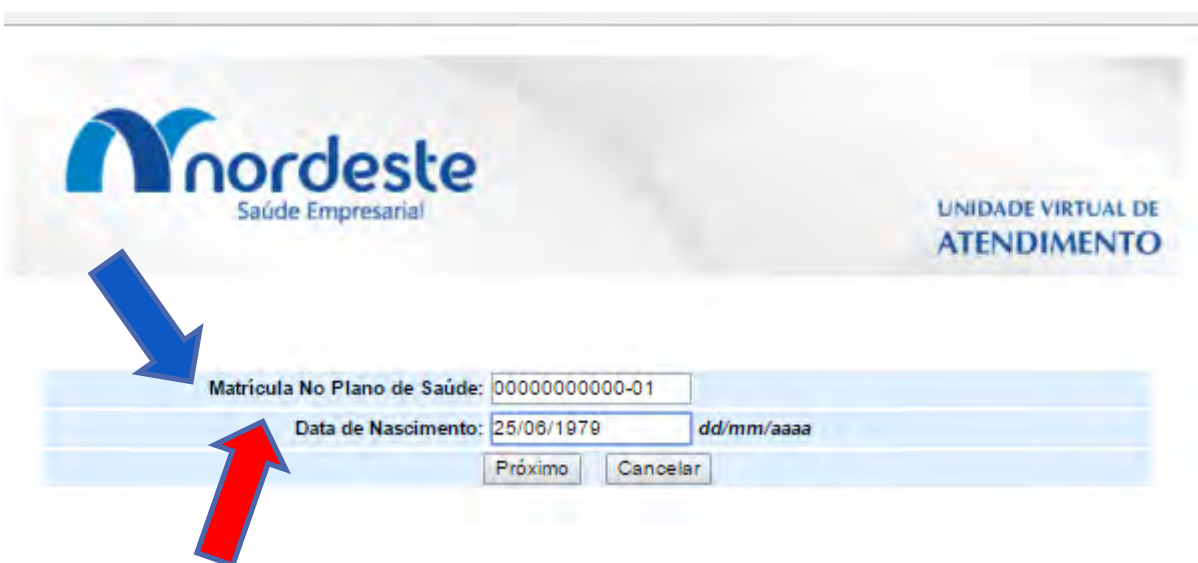 nordeste
Saúde Empresarial
UNIDADE VIRTUAL DE
ATENDIMENTO
Matrícula No Plano de Saúde: 00000000000-01
Data de Nascimento: 25/06/1979 dd/mm/aaaa
Próximo Cancelar